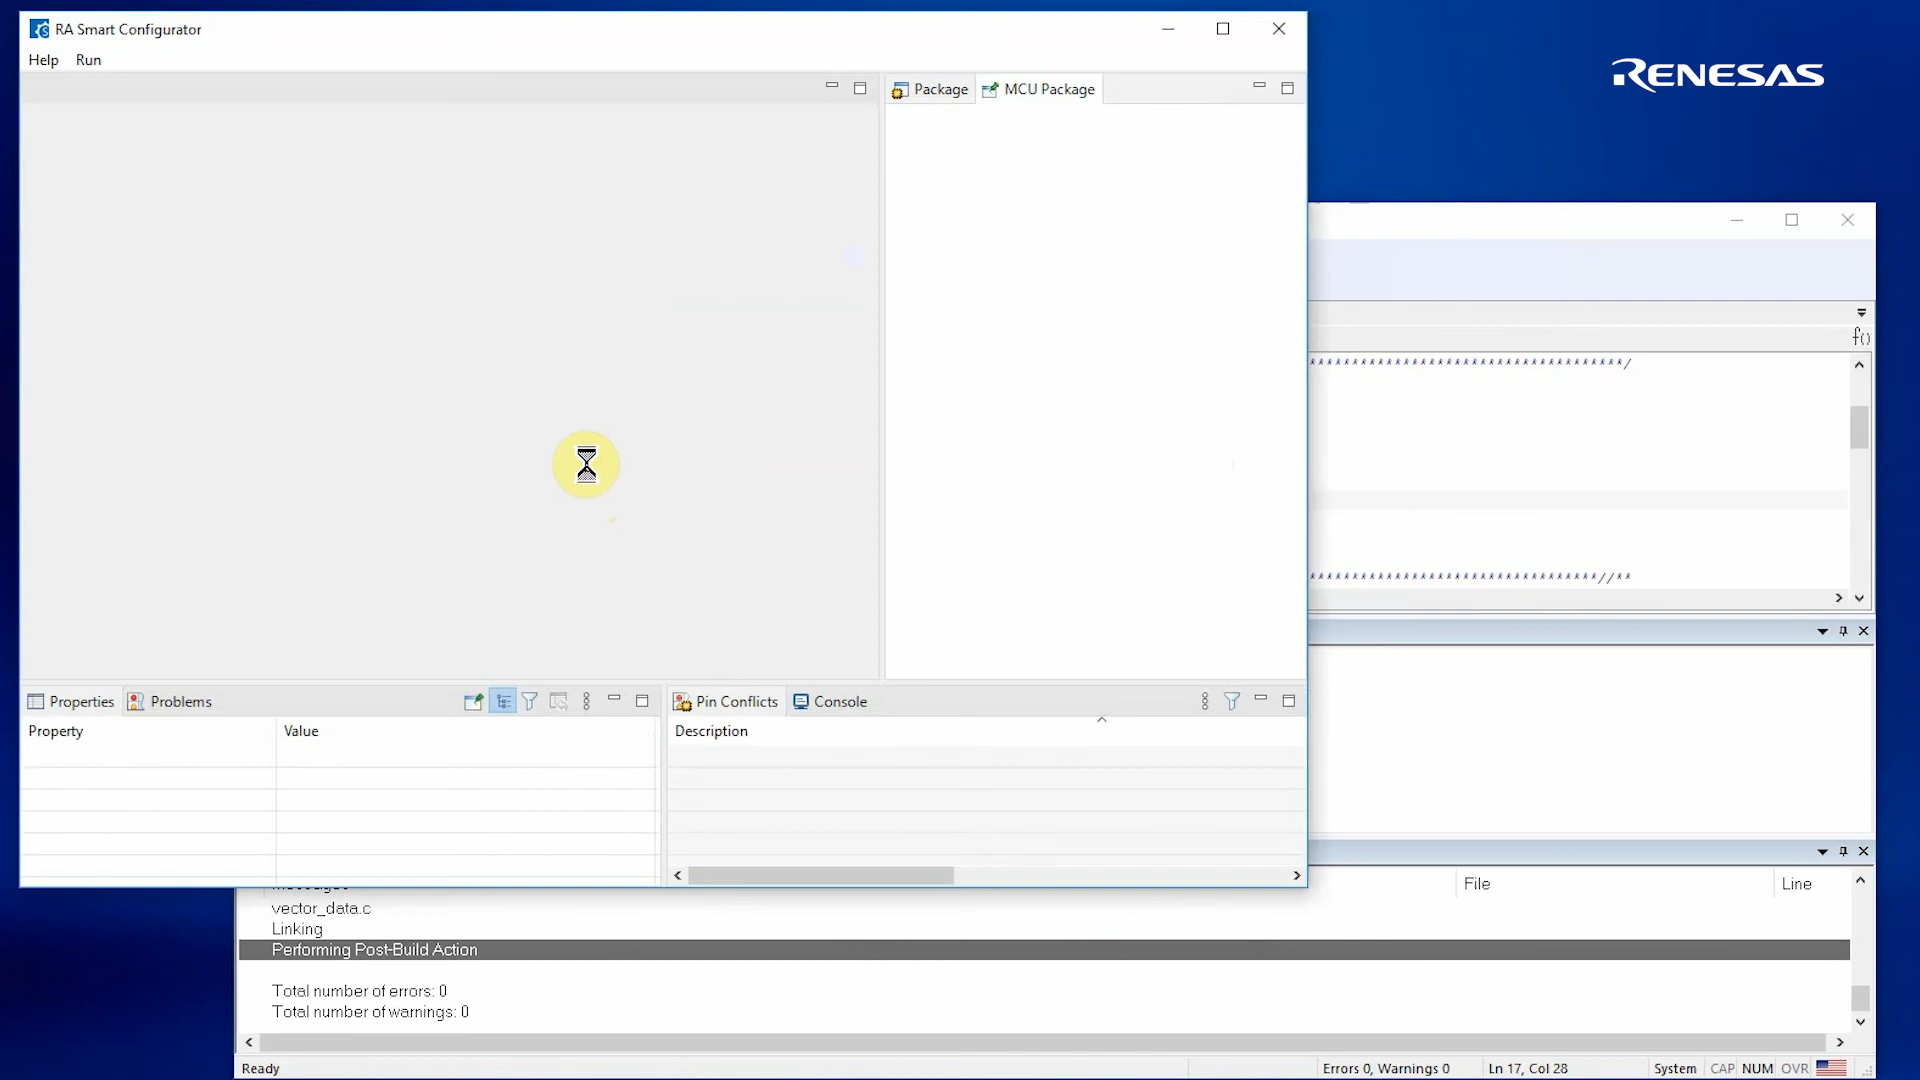 RA Smart Configurator
Help Run
Package MCU Package
RENESAS
f()
*********************************/
******************************//**
Properties Problems
Property Value
Pin Conflicts Console
Description
File Line
vector_data.c
Linking
Performing Post-Build Action
Total number of errors: 0
Total number of warnings: 0
Ready Errors 0, Warnings 0 Ln 17, Col 28 System CAP NUM OVR